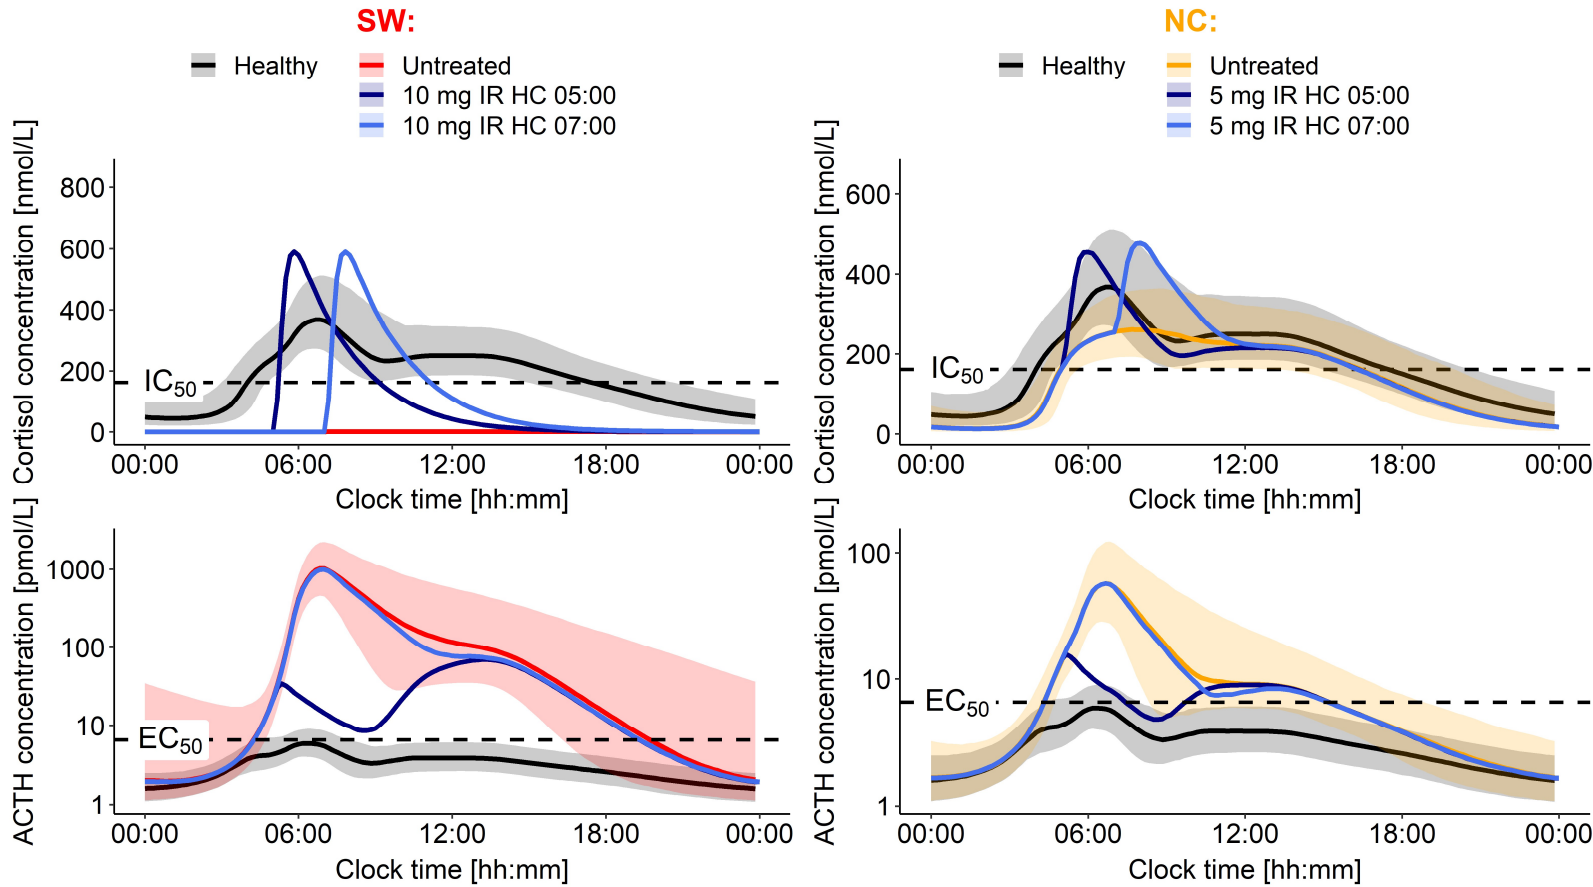 SW:
Healthy
Untreated
10 mg IR HC 05:00
10 mg IR HC 07:00
NC:
Healthy
Untreated
5 mg IR HC 05:00
5 mg IR HC 07:00
Cortisol concentration [nmol/L]
800
600
400
200
0
IC50
00:00 06:00 12:00 18:00 00:00
Clock time [hh:mm]
Cortisol concentration [nmol/L]
600
400
200
0
IC50
00:00 06:00 12:00 18:00 00:00
Clock time [hh:mm]
ACTH concentration [pmol/L]
1000
100
10
1
EC50
00:00 06:00 12:00 18:00 00:00
Clock time [hh:mm]
ACTH concentration [pmol/L]
100
10
1
EC50
00:00 06:00 12:00 18:00 00:00
Clock time [hh:mm]